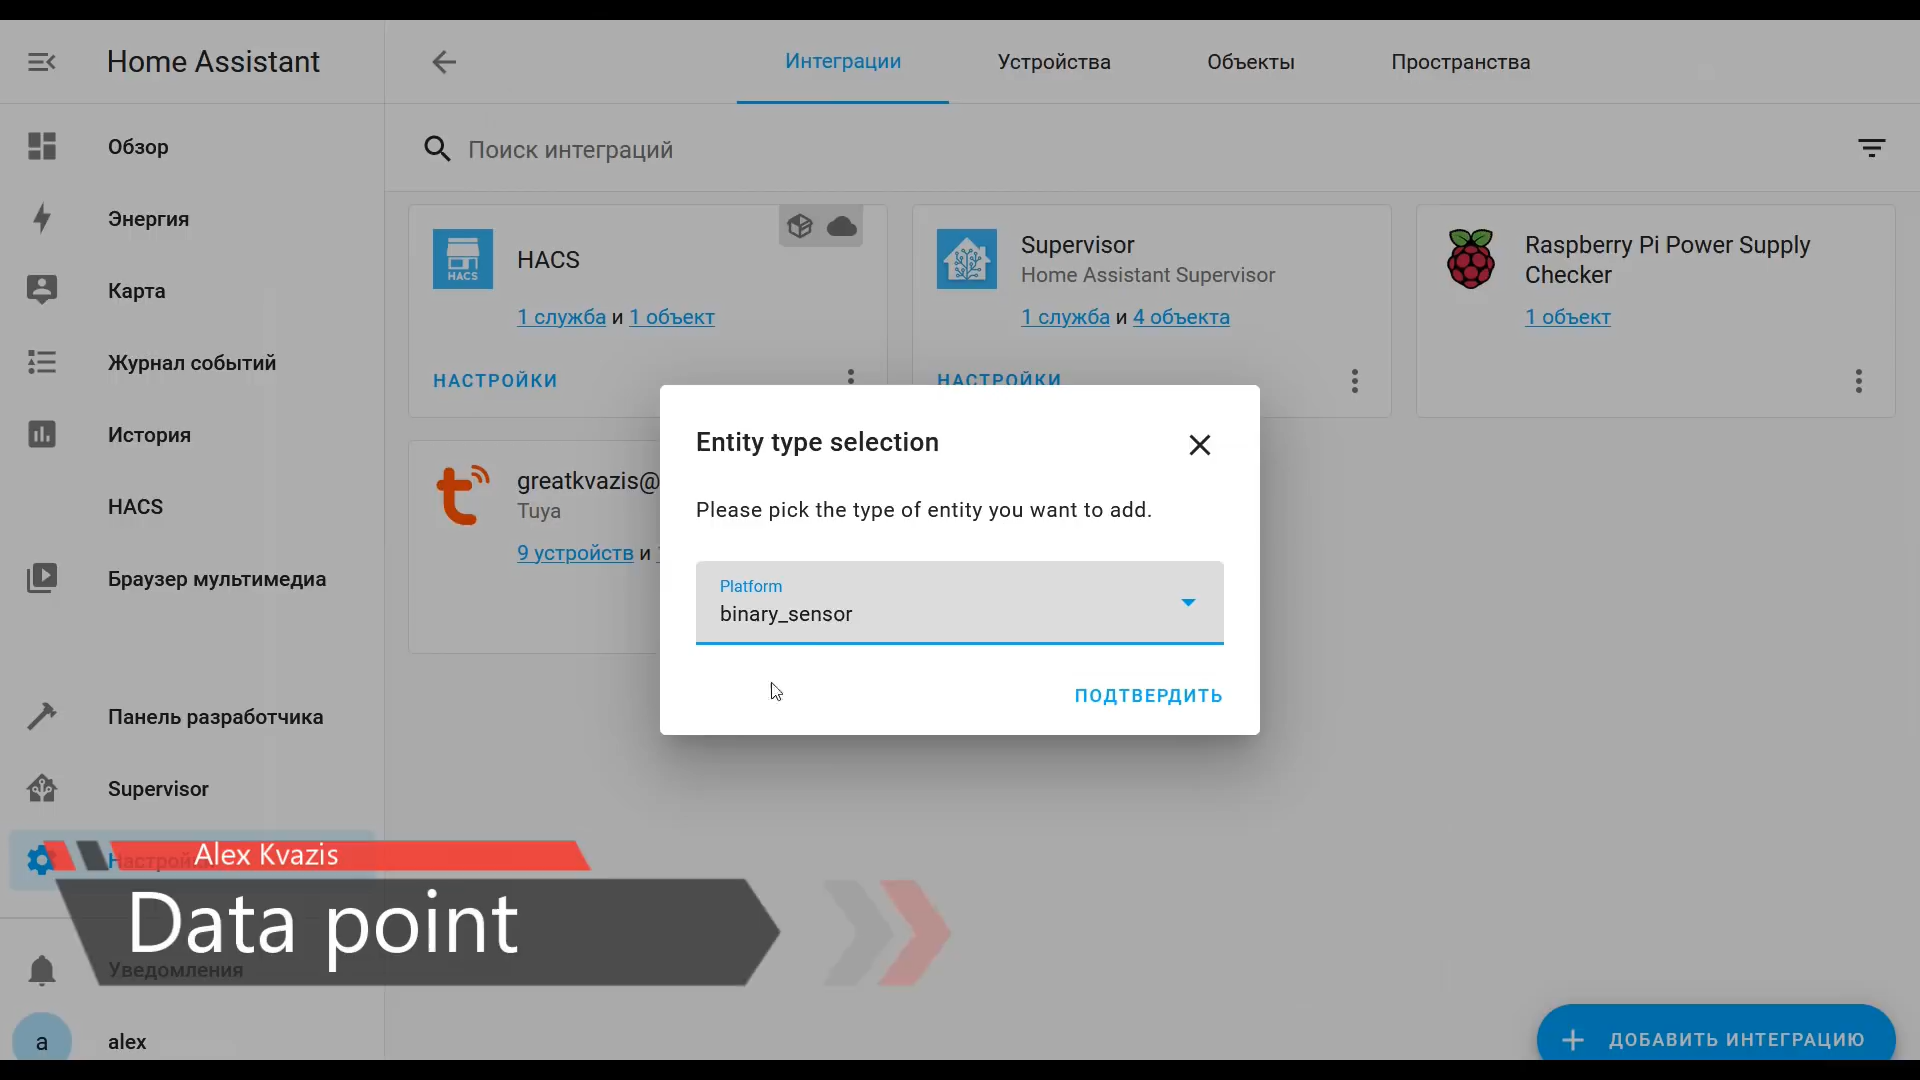 Home Assistant
Интеграции
Устройства
Объекты
Пространства
Поиск интеграций
Обзор
Энергия
Карта
Журнал событий
История
HACS
Браузер мультимедиа
Панель разработчика
Supervisor
Уведомления
a
alex
HACS
HACS
1 служба и 1 объект
НАСТРОЙКИ
Supervisor
Home Assistant Supervisor
1 служба и 4 объекта
НАСТРОЙКИ
Raspberry Pi Power Supply
Checker
1 объект
greatkvazis@
Tuya
9 устройств и
Entity type selection
Please pick the type of entity you want to add.
Platform
binary_sensor
ПОДТВЕРДИТЬ
Alex Kvazis
Data point
ДОБАВИТЬ ИНТЕГРАЦИЮ